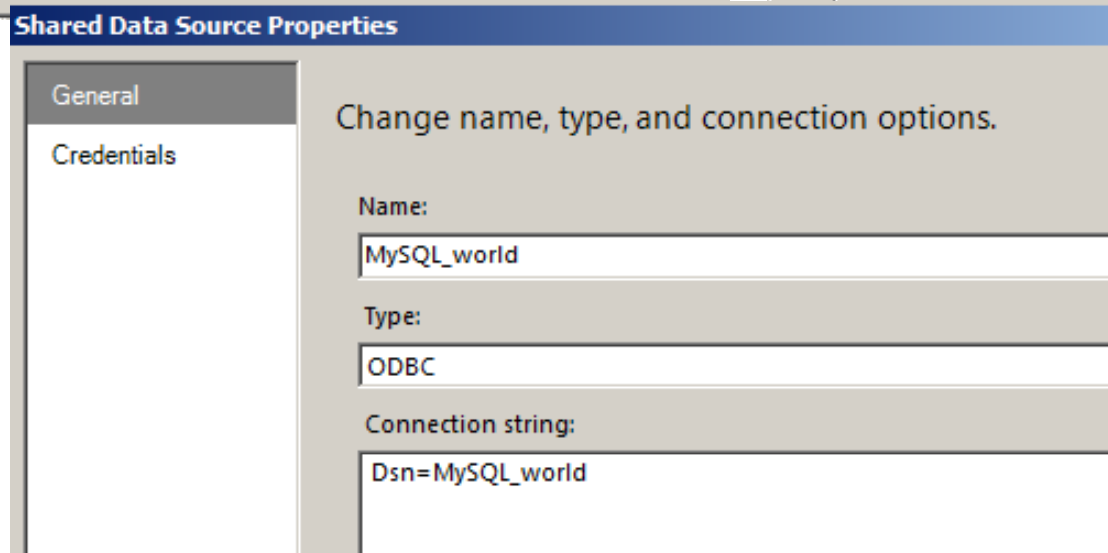 Shared Data Source Properties
General
Credentials
Change name, type, and connection options.
Name:
MySQL_world
Type:
ODBC
Connection string:
Dsn=MySQL_world